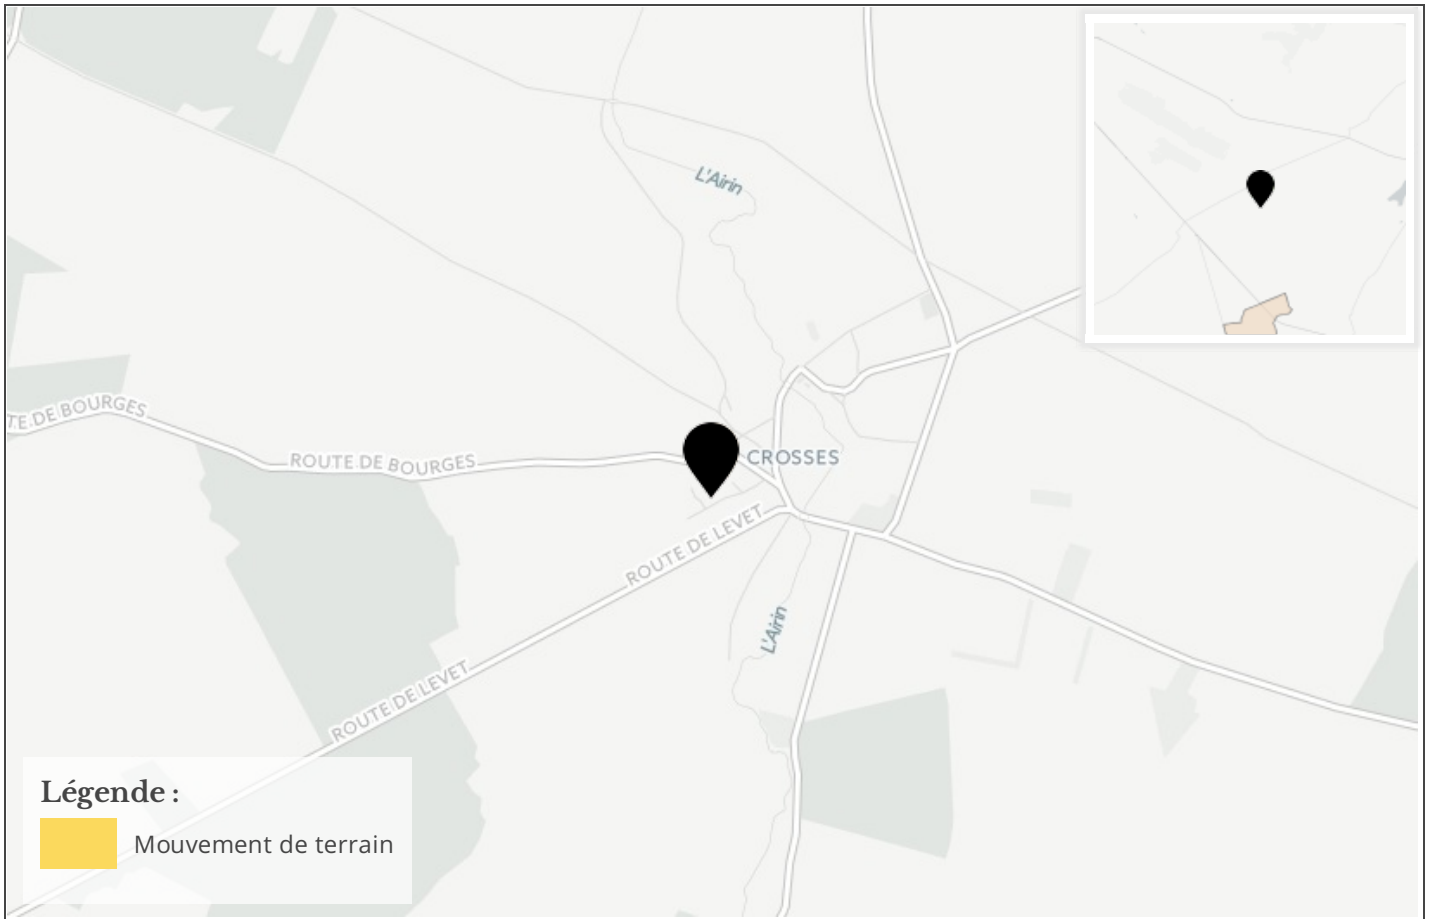 L'Airin
TE DE BOURGES
ROUTE DE BOURGES
CROSSES
ROUTE DE LEVET
L'Airin
ROUTE DE LEVET
Légende :
Mouvement de terrain